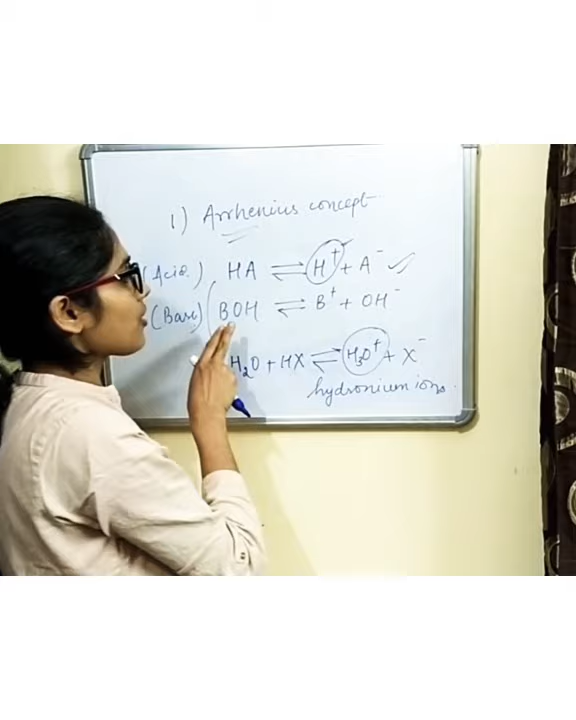 1) Arrhenius concept
(Acid) HA ⇌ H⁺ + A⁻ ✓
(Base) BOH ⇌ B⁺ + OH⁻
H₂O + HX ⇌ H₃O⁺ + X⁻
hydronium ions.